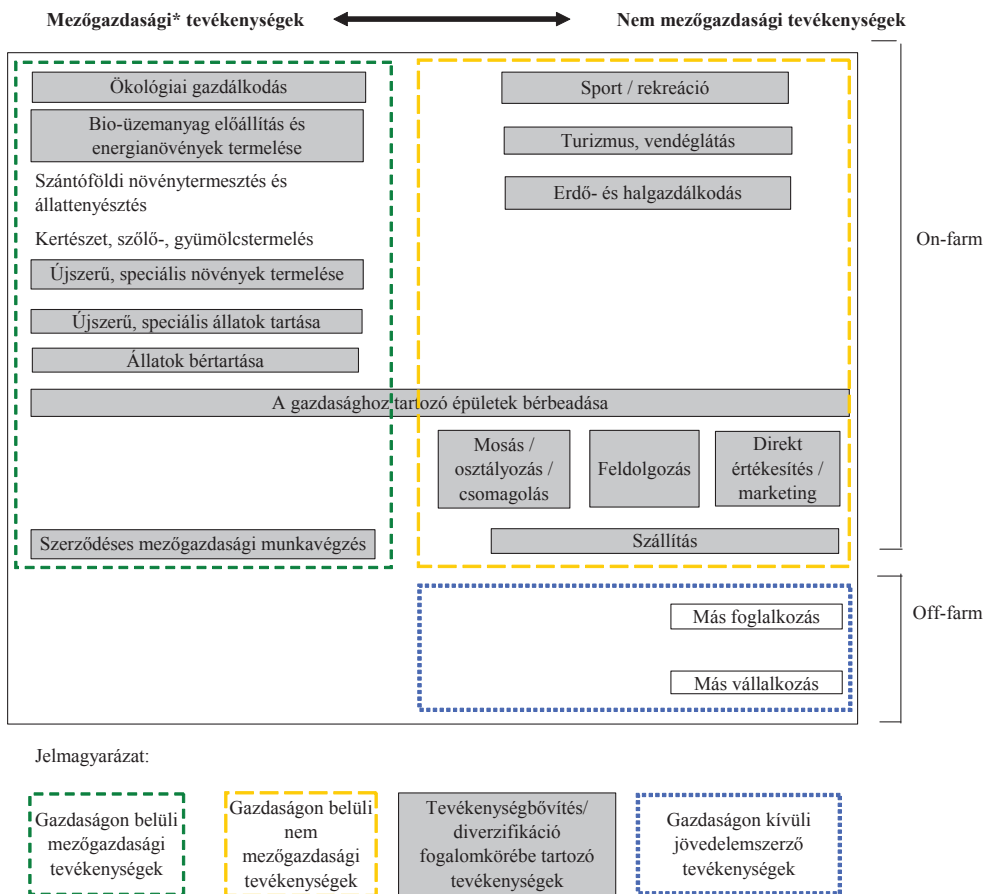 Mezőgazdasági* tevékenységek
Nem mezőgazdasági tevékenységek
Ökológiai gazdálkodás
Bio-üzemanyag előállítás és
energianövények termelése
Szántóföldi növénytermesztés és
állattenyésztés
Kertészet, szőlő-, gyümölcstermelés
Újszerű, speciális növények termelése
Újszerű, speciális állatok tartása
Állatok bértartása
Sport / rekreáció
Turizmus, vendéglátás
Erdő- és halgazdálkodás
On-farm
A gazdasághoz tartozó épületek bérbeadása
Mosás /
osztályozás /
csomagolás
Feldolgozás
Direkt
értékesítés /
marketing
Szerződéses mezőgazdasági munkavégzés
Szállítás
Más foglalkozás
Más vállalkozás
Off-farm
Jelmagyarázat:
Gazdaságon belüli
mezőgazdasági
tevékenységek
Gazdaságon belüli
nem
mezőgazdasági
tevékenységek
Tevékenységbővítés/
diverzifikáció
fogalomkörébe tartozó
tevékenységek
Gazdaságon kívüli
jövedelemszerző
tevékenységek